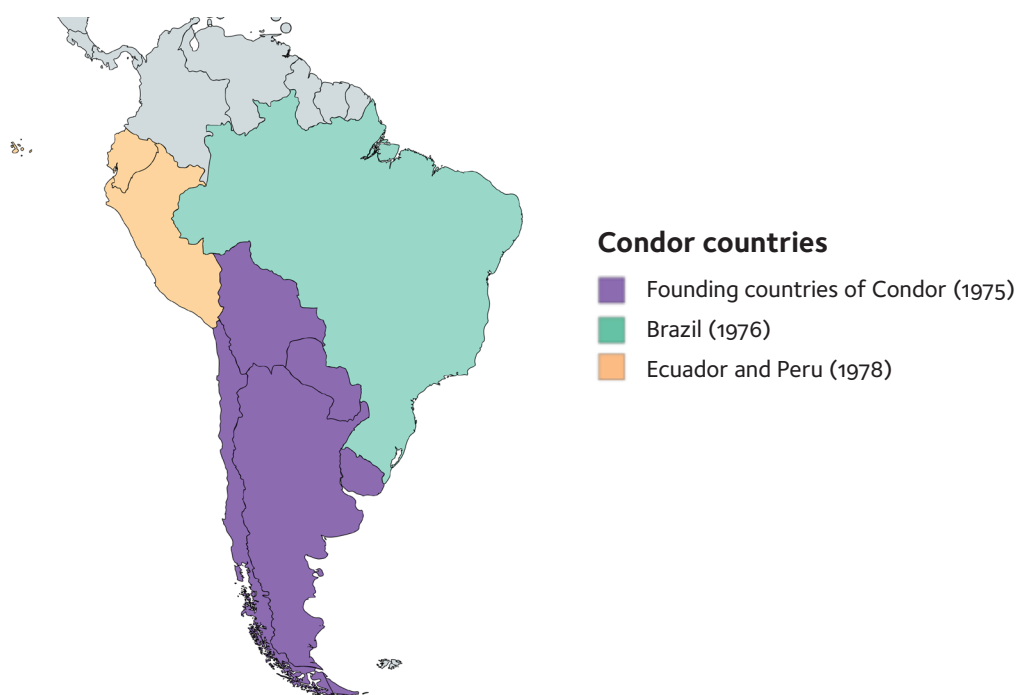 Condor countries
Founding countries of Condor (1975)
Brazil (1976)
Ecuador and Peru (1978)